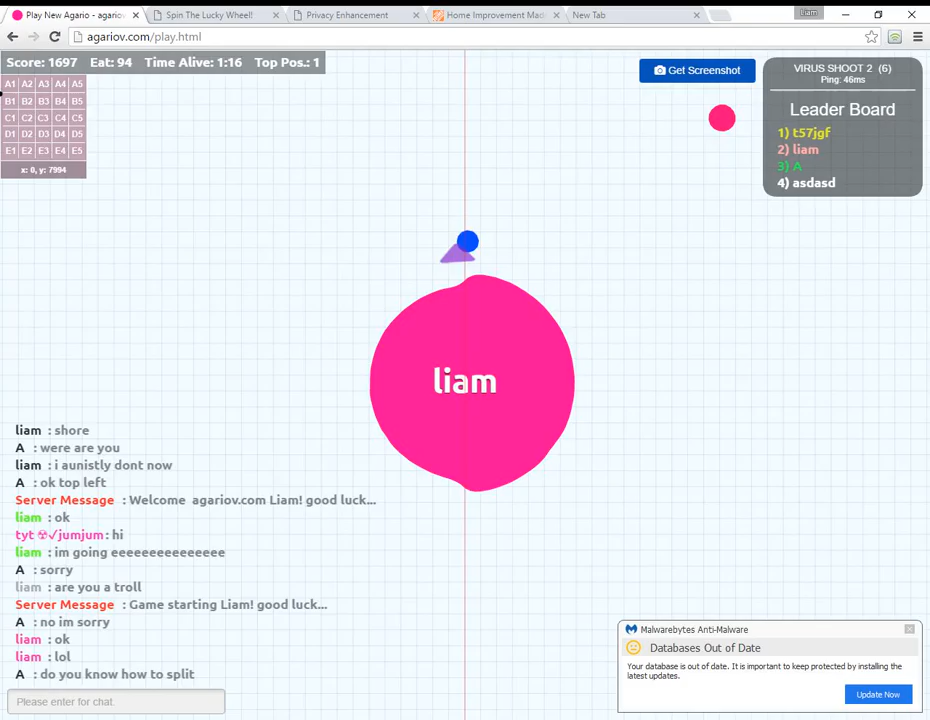 Play New Agario - agario
Spin The Lucky Wheel!
Privacy Enhancement
Home Improvement Mad
New Tab
Liam
agariov.com/play.html
Score: 1697 Eat: 94 Time Alive: 1:16 Top Pos.: 1
A1 A2 A3 A4 A5
B1 B2 B3 B4 B5
C1 C2 C3 C4 C5
D1 D2 D3 D4 D5
E1 E2 E3 E4 E5
x: 0, y: 7994
Get Screenshot
VIRUS SHOOT 2 (6)
Ping: 46ms
Leader Board
1) t57jgf
2) liam
3) A
4) asdasd
liam
liam : shore
A : were are you
liam : i aunistly dont now
A : ok top left
Server Message : Welcome agariov.com Liam! good luck...
liam : ok
tyt ☢✓jumjum : hi
liam : im going eeeeeeeeeeeeeee
A : sorry
liam : are you a troll
Server Message : Game starting Liam! good luck...
A : no im sorry
liam : ok
liam : lol
A : do you know how to split
Please enter for chat
Malwarebytes Anti-Malware
Databases Out of Date
Your database is out of date. It is important to keep protected by installing the
latest updates.
Update Now